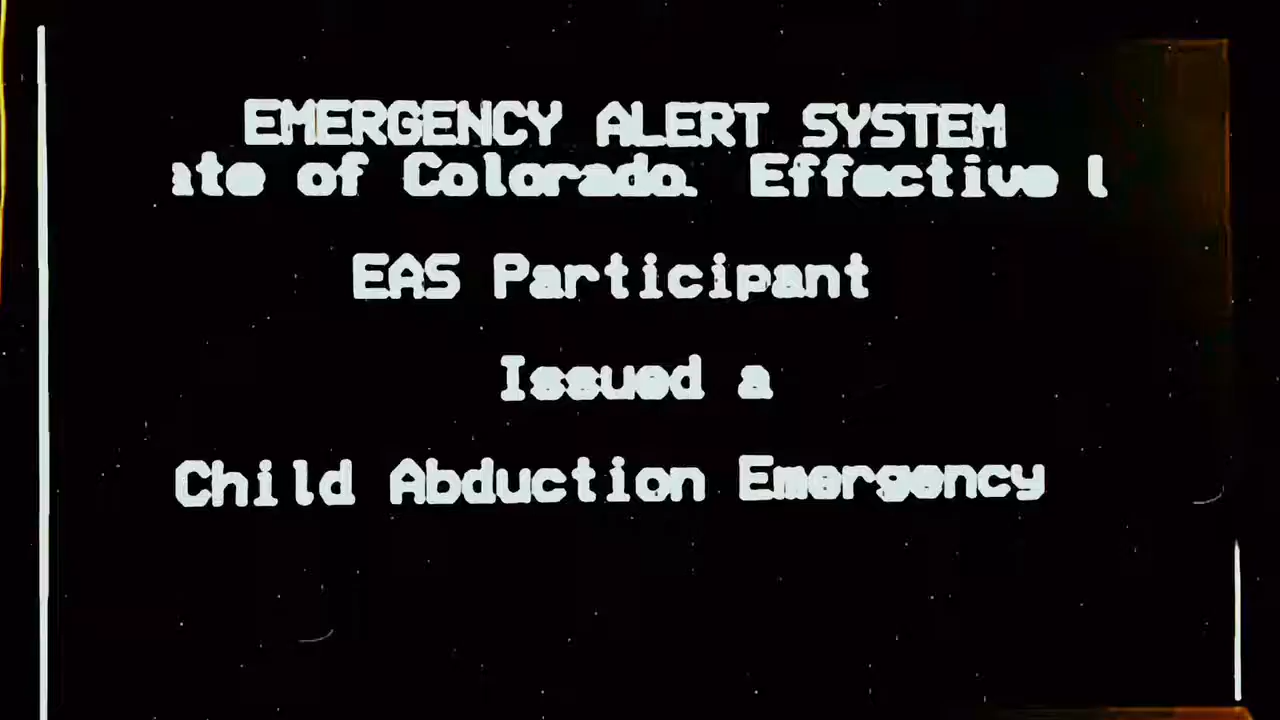 EMERGENCY ALERT SYSTEM
ate of Colorado. Effective
EAS Participant
Issued a
Child Abduction Emergency